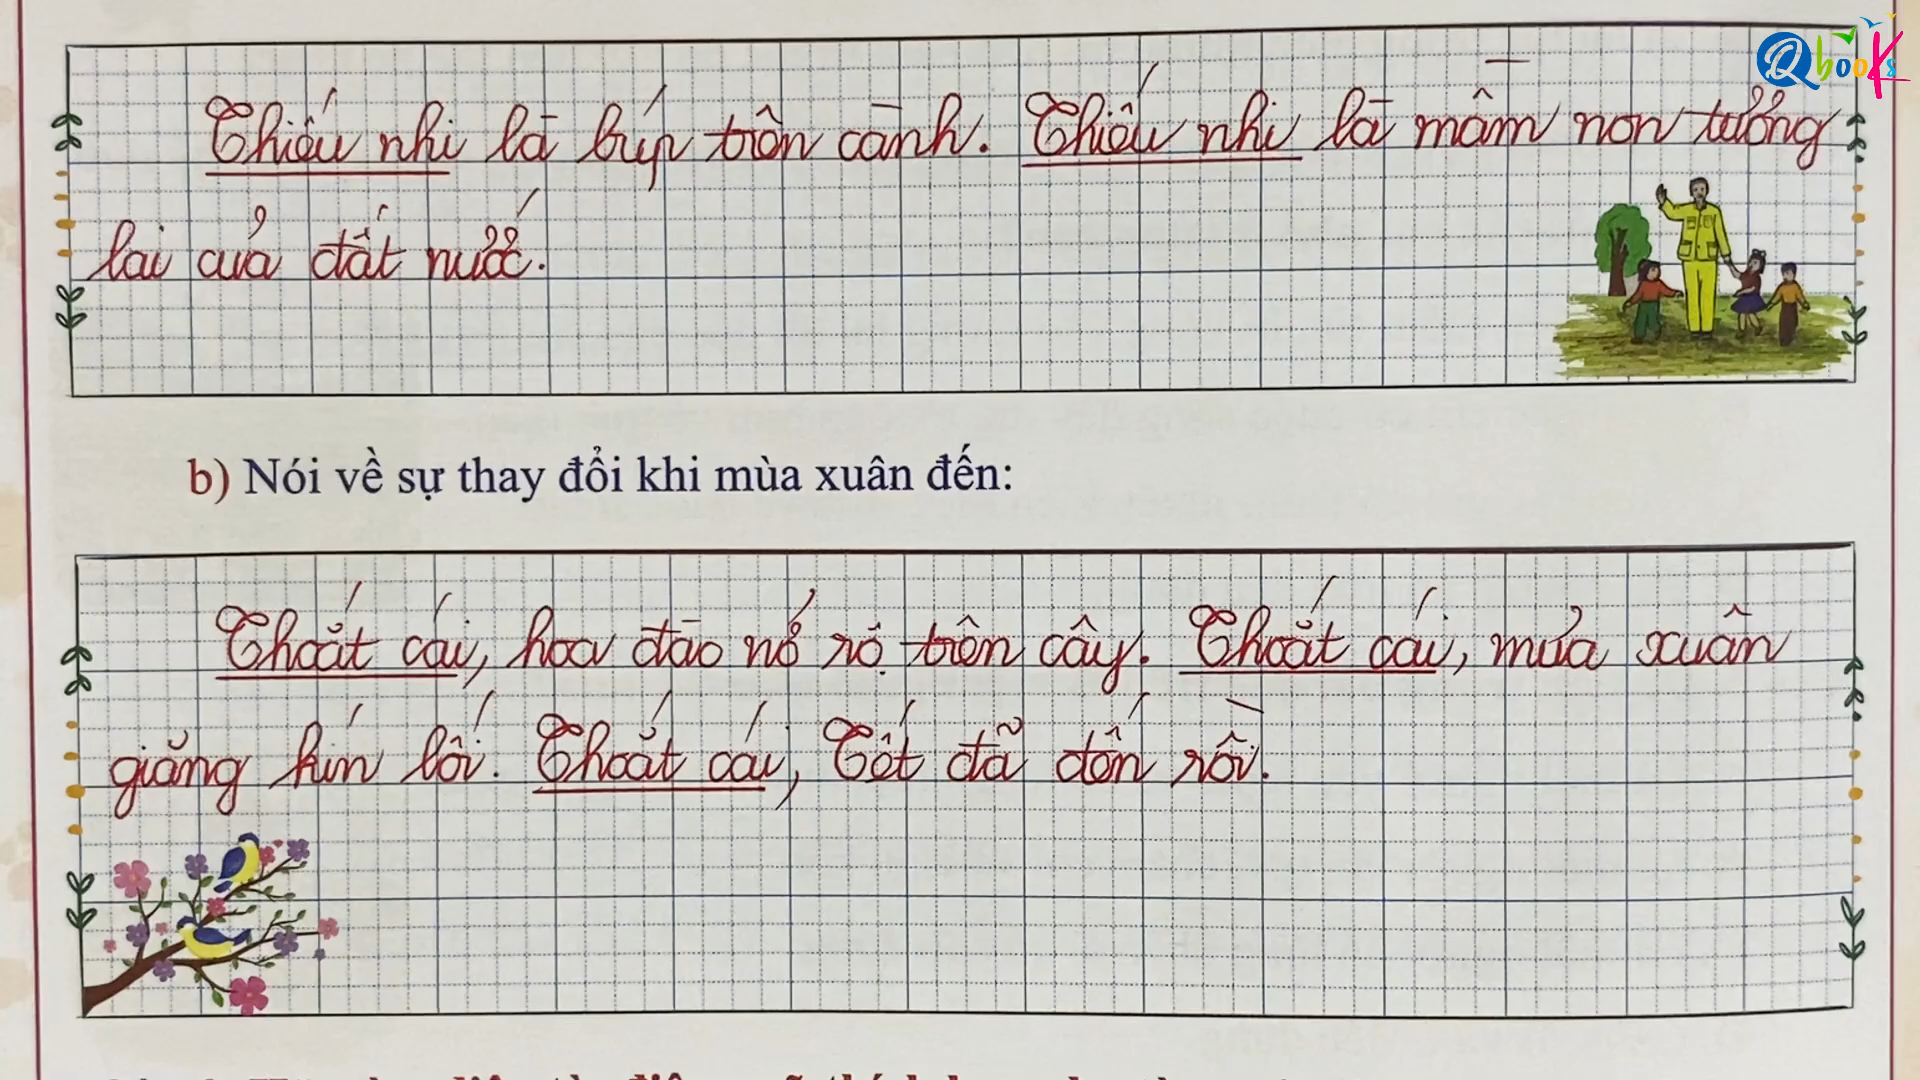 Qbooks
Thiếu nhi là búp trên cành. Thiếu nhi là mầm non tương
lai của đất nước.
b) Nói về sự thay đổi khi mùa xuân đến:
Thoắt cái, hoa đào nở rộ trên cây. Thoắt cái, mưa xuân
giăng kín lối. Thoắt cái, Tết đã đến rồi.